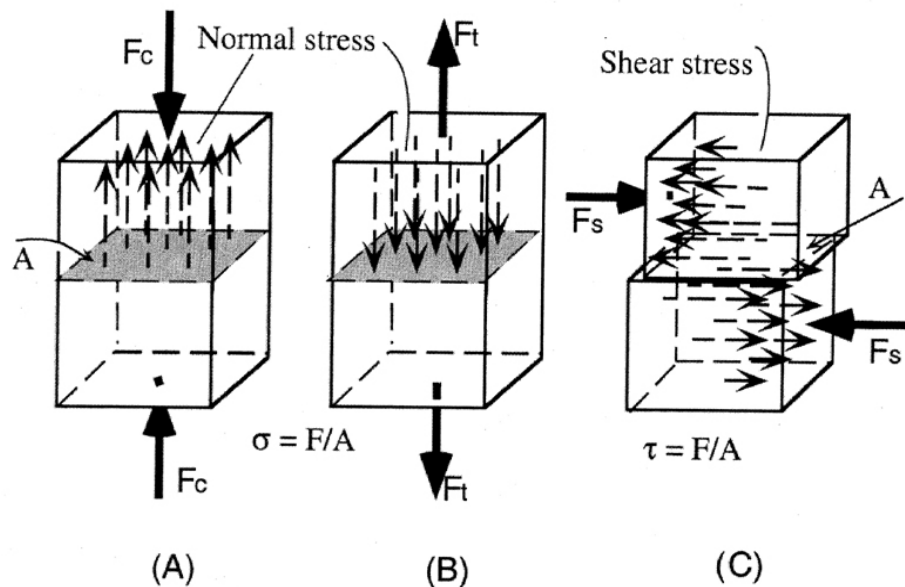 Fc
Normal stress
Ft
Shear stress
A
Fs
A
Fs
Fc
σ = F/A
Ft
τ = F/A
(A)
(B)
(C)